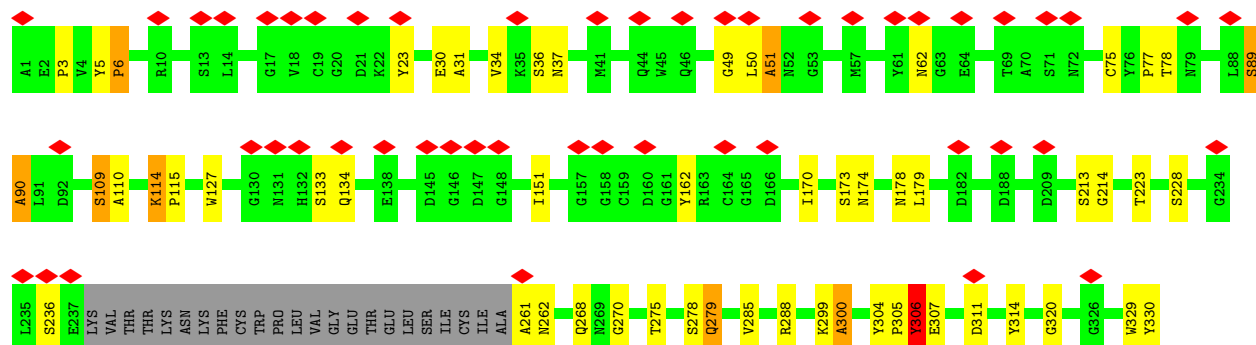 A1 E2 P3 V4 Y5 P6 R10 S13 L14 G17 V18 C19 G20 D21 K22 Y23 E30 A31 V34 K35 S36 N37 M41 Q44 W45 Q46 G49 L50 A51 N52 G53 M57 Y61 N62 G63 E64 T69 A70 S71 N72 C75 Y76 P77 T78 N79 L88 S89
A90 L91 D92 S109 A110 K114 P115 W127 G130 N131 H132 S133 Q134 E138 D145 G146 D147 G148 I151 G157 G158 C159 D160 G161 Y162 R163 C164 G165 D166 I170 S173 N174 N178 L179 D182 D188 D209 S213 G214 T223 S228 G234
L235 S236 E237 LYS VAL THR THR LYS ASN LYS PHE CYS TRP PRO LEU VAL GLY GLU THR GLU LEU SER ILE CYS ILE ALA A261 N262 Q268 N269 G270 T275 S278 Q279 V285 R288 K299 A300 Y304 P305 Y306 E307 D311 Y314 G320 G326 W329 Y330